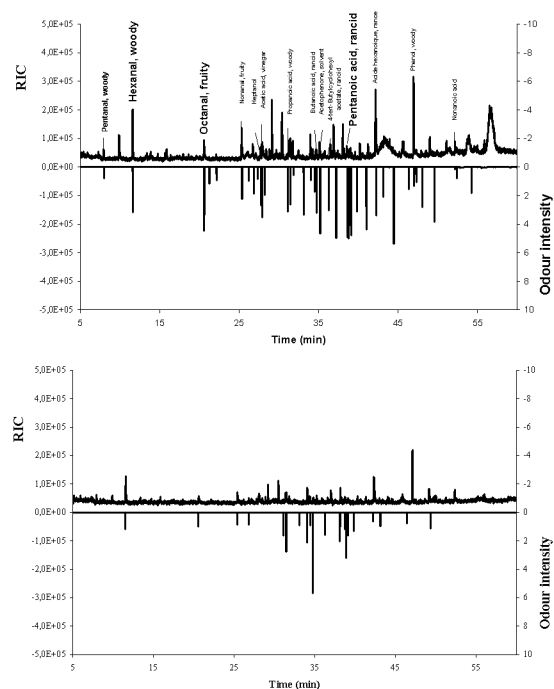 5,0E+05
4,0E+05
3,0E+05
2,0E+05
1,0E+05
0,0E+00
-1,0E+05
-2,0E+05
-3,0E+05
-4,0E+05
-5,0E+05
RIC
Pentanal, woody
Hexanal, woody
Octanal, fruity
Nonanal, fruity
Heptanol
Acetic acid, vinegar
Propanoic acid, woody
Butanoic acid, rancid
Acetophenone, solvent
4-tert-Butylcyclohexyl
acetate, rancid
Pentanoic acid, rancid
Acide hexanoïque, rance
Phenol, woody
Nonanoic acid
-10
-8
-6
-4
-2
0
2
4
6
8
10
Odour intensity
5 15 25 35 45 55
Time (min)
5,0E+05
4,0E+05
3,0E+05
2,0E+05
1,0E+05
0,0E+00
-1,0E+05
-2,0E+05
-3,0E+05
-4,0E+05
-5,0E+05
RIC
-10
-8
-6
-4
-2
0
2
4
6
8
10
Odour intensity
5 15 25 35 45 55
Time (min)